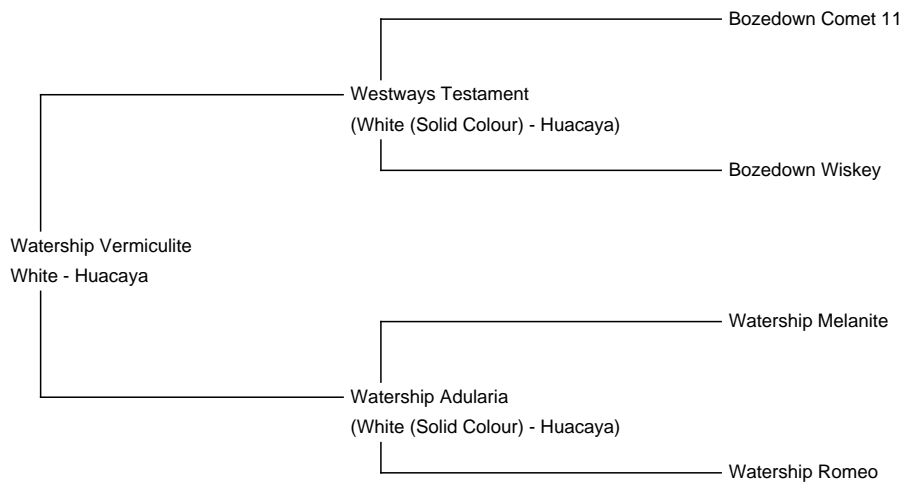 Bozedown Comet 11
Westways Testament
(White (Solid Colour) - Huacaya)
Bozedown Wiskey
Watership Vermiculite
White - Huacaya
Watership Melanite
Watership Adularia
(White (Solid Colour) - Huacaya)
Watership Romeo